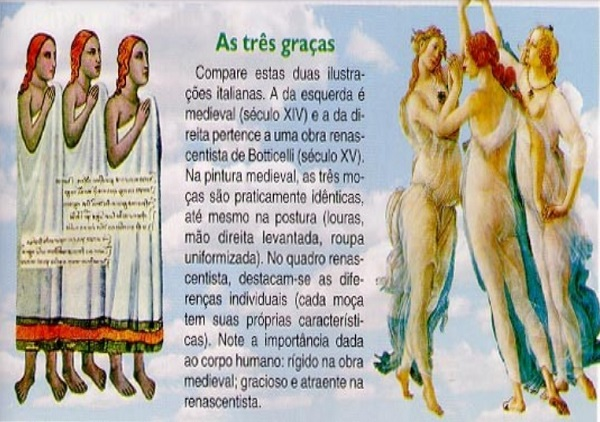 As três graças
Compare estas duas ilustra-
ções italianas. A da esquerda é
medieval (século XIV) e a da di-
reita pertence a uma obra renas-
centista de Botticelli (século XV).
Na pintura medieval, as três mo-
ças são praticamente idênticas,
até mesmo na postura (louras,
mão direita levantada, roupa
uniformizada). No quadro renas-
centista, destacam-se as dife-
renças individuais (cada moça
tem suas próprias característi-
cas). Note a importância dada
ao corpo humano: rígido na obra
medieval; gracioso e atraente na
renascentista.